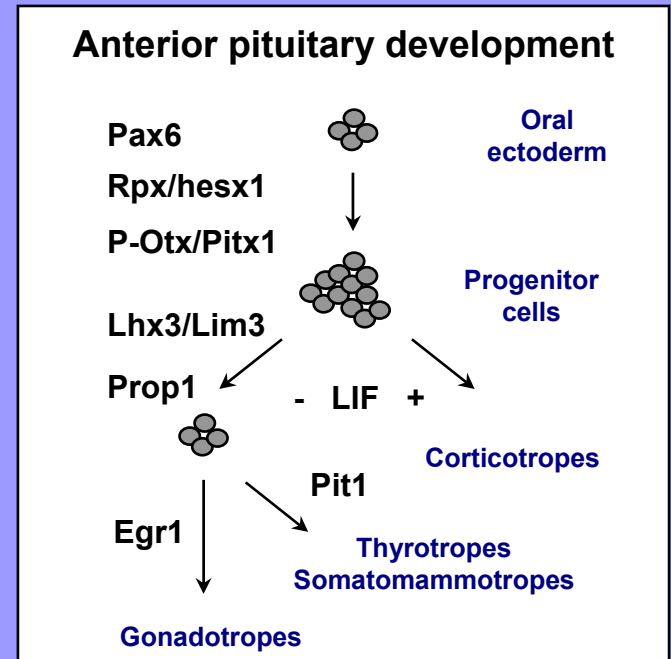 Anterior pituitary development
Pax6
Oral
ectoderm
Rpx/hesx1
P-Otx/Pitx1
Progenitor
cells
Lhx3/Lim3
Prop1
- LIF +
Corticotropes
Pit1
Egr1
Thyrotropes
Somatomammotropes
Gonadotropes